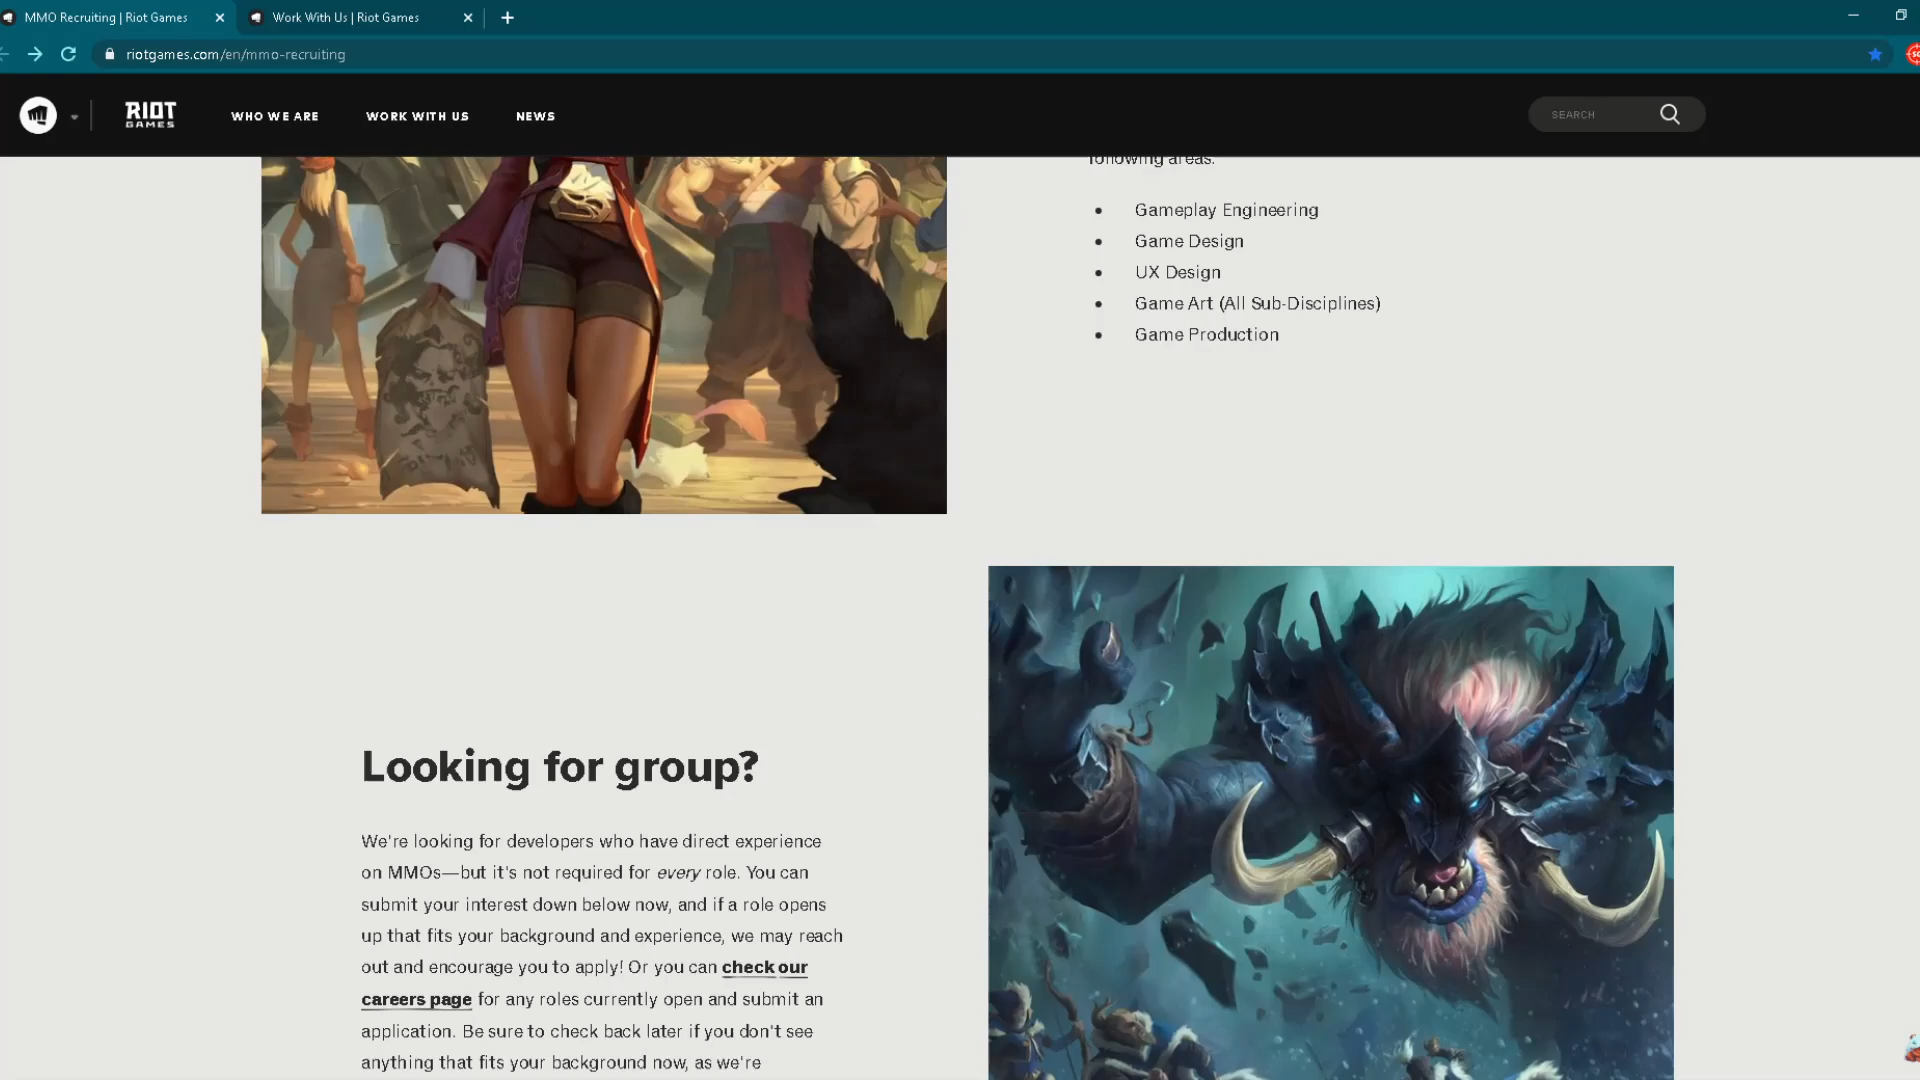 MMO Recruiting | Riot Games
Work With Us | Riot Games
riotgames.com/en/mmo-recruiting
RIOT GAMES
WHO WE ARE
WORK WITH US
NEWS
SEARCH
following areas.
Gameplay Engineering
Game Design
UX Design
Game Art (All Sub-Disciplines)
Game Production
Looking for group?
We're looking for developers who have direct experience
on MMOs—but it's not required for every role. You can
submit your interest down below now, and if a role opens
up that fits your background and experience, we may reach
out and encourage you to apply! Or you can check our
careers page for any roles currently open and submit an
application. Be sure to check back later if you don't see
anything that fits your background now, as we're